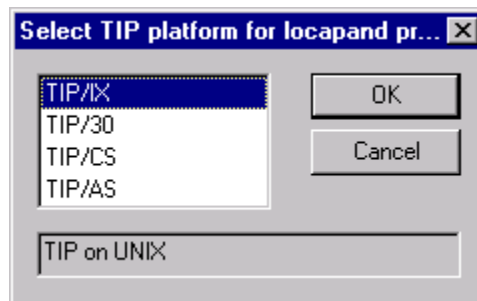 Select TIP platform for locapand pr...
TIP/IX
TIP/30
TIP/CS
TIP/AS
OK
Cancel
TIP on UNIX